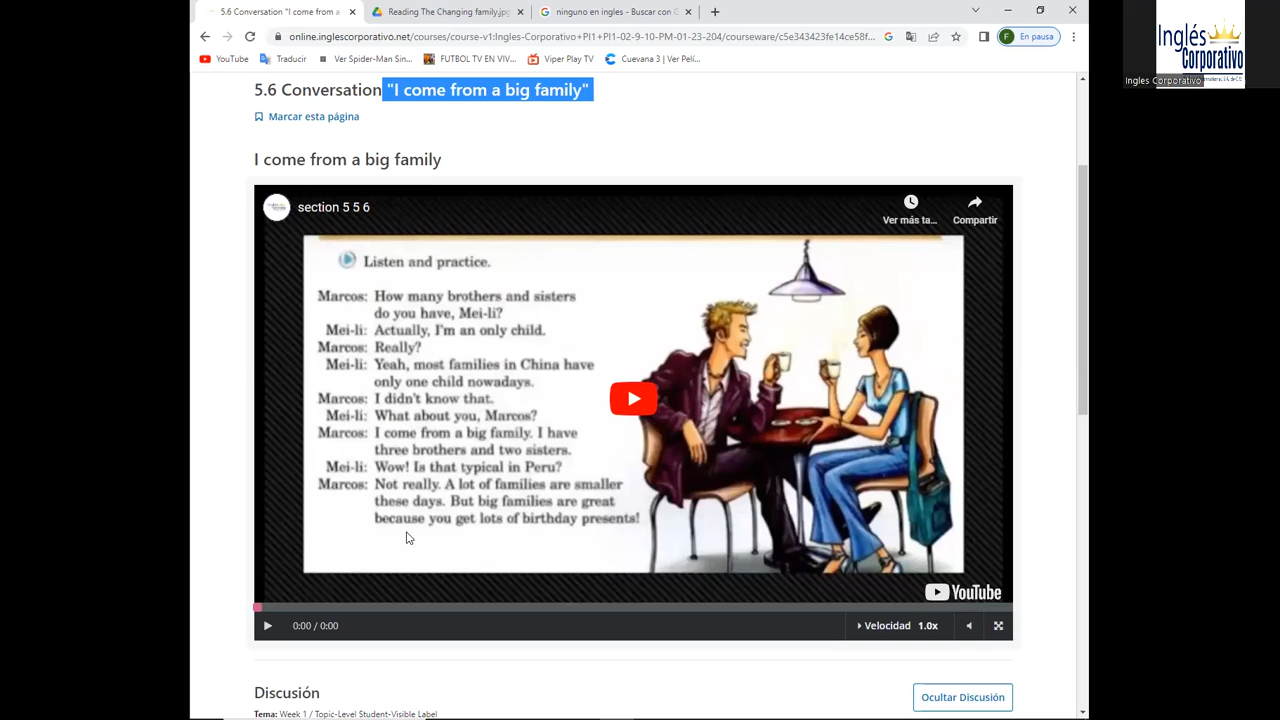 5.6 Conversation "I come from a
Reading The Changing family.jpg
ninguno en ingles - Buscar con G
online.inglescorporativo.net/courses/course-v1:Ingles-Corporativo+PI1+PI1-02-9-10-PM-01-23-204/courseware/c5e343423fe14ce58f...
F En pausa
YouTube
Traducir
Ver Spider-Man Sin...
FUTBOL TV EN VIV...
Viper Play TV
Cuevana 3 | Ver Pelí...
Inglés
Corporativo
Ingles Corporativo
5.6 Conversation "I come from a big family"
Marcar esta página
I come from a big family
section 5 5 6
Ver más ta...
Compartir
Listen and practice.
Marcos: How many brothers and sisters
do you have, Mei-li?
Mei-li: Actually, I'm an only child.
Marcos: Really?
Mei-li: Yeah, most families in China have
only one child nowadays.
Marcos: I didn't know that.
Mei-li: What about you, Marcos?
Marcos: I come from a big family. I have
three brothers and two sisters.
Mei-li: Wow! Is that typical in Peru?
Marcos: Not really. A lot of families are smaller
these days. But big families are great
because you get lots of birthday presents!
YouTube
0:00 / 0:00
Velocidad 1.0x
Discusión
Ocultar Discusión
Tema: Week 1 / Topic-Level Student-Visible Label